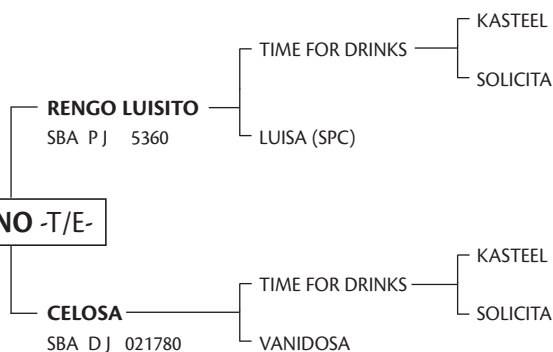 KASTEEL
TIME FOR DRINKS
SOLICITA
RENGO LUISITO
SBA P J 5360
LUISA (SPC)
NO -T/E-
KASTEEL
TIME FOR DRINKS
CELOSA
SOLICITA
SBA D J 021780
VANIDOSA